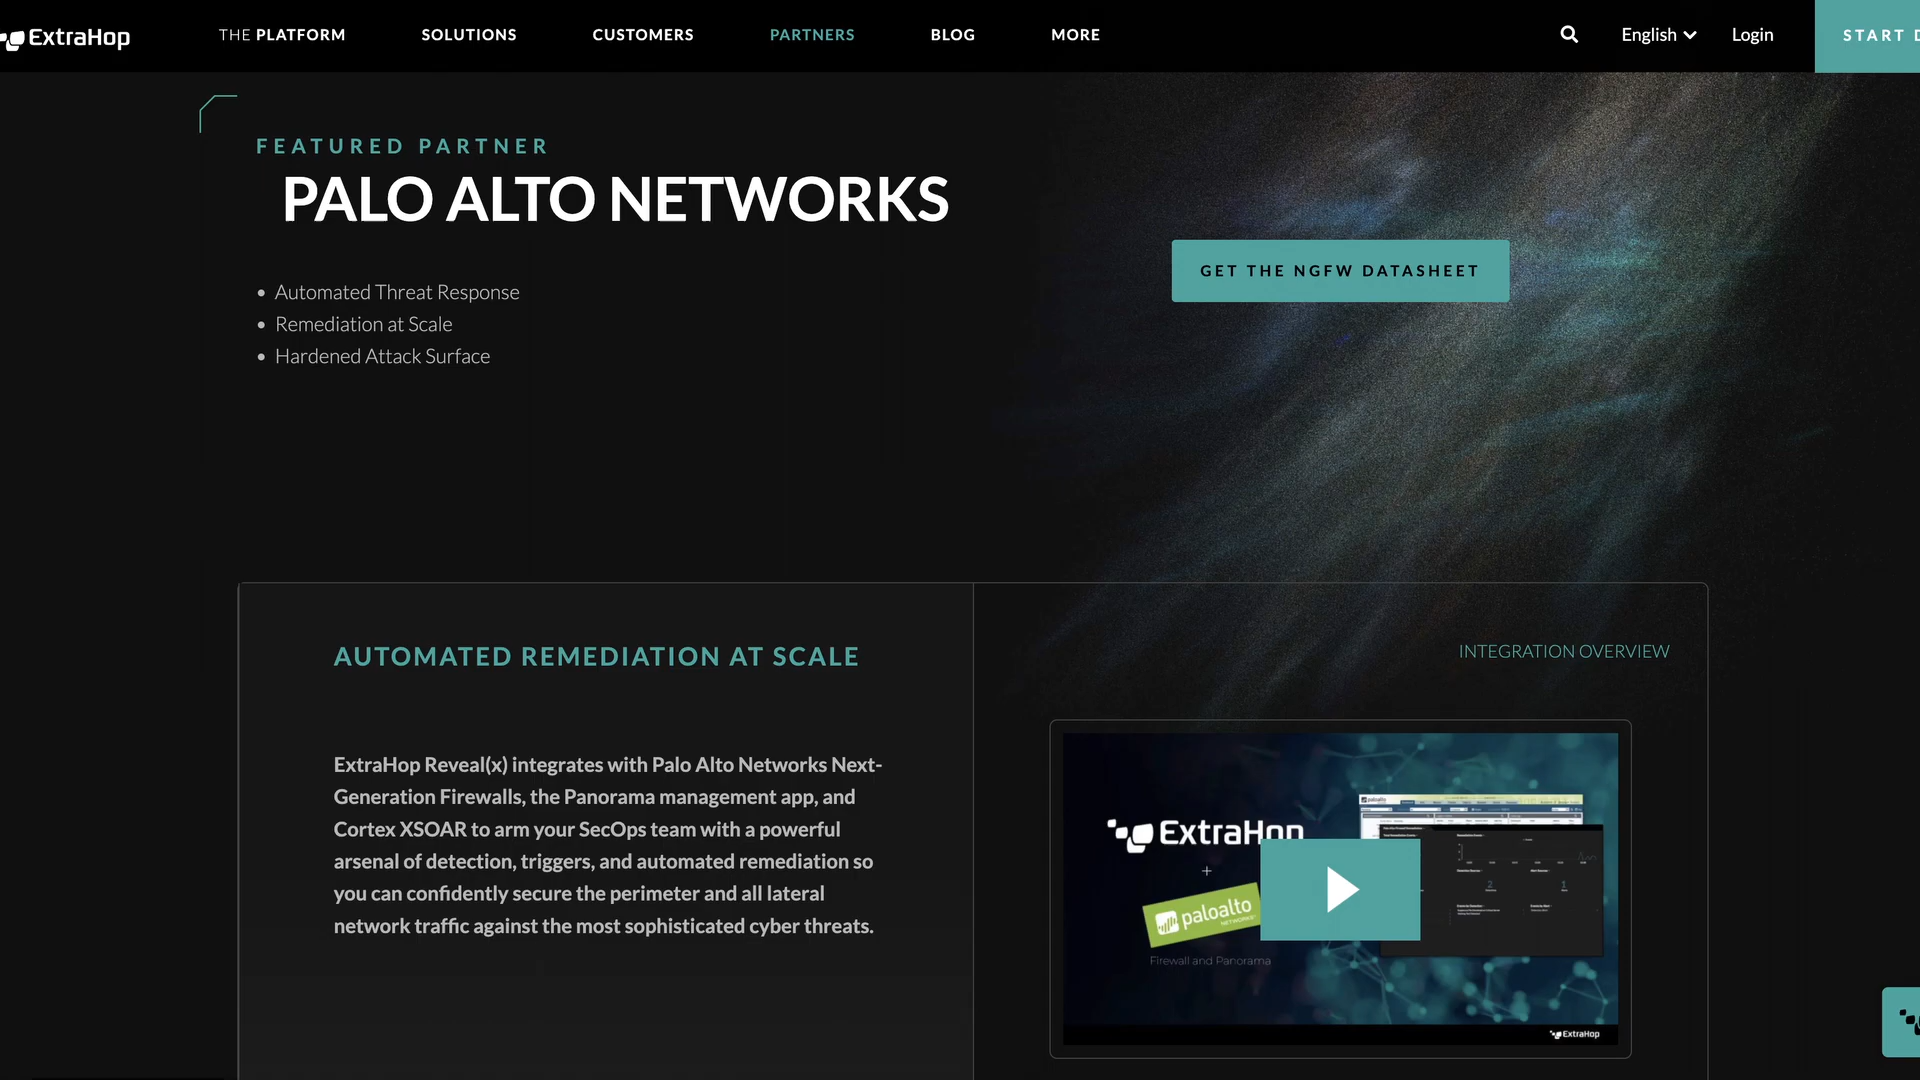 ExtraHop
THE PLATFORM
SOLUTIONS
CUSTOMERS
PARTNERS
BLOG
MORE
English
Login
START
FEATURED PARTNER
PALO ALTO NETWORKS
• Automated Threat Response
• Remediation at Scale
• Hardened Attack Surface
GET THE NGFW DATASHEET
AUTOMATED REMEDIATION AT SCALE
ExtraHop Reveal(x) integrates with Palo Alto Networks Next-
Generation Firewalls, the Panorama management app, and
Cortex XSOAR to arm your SecOps team with a powerful
arsenal of detection, triggers, and automated remediation so
you can confidently secure the perimeter and all lateral
network traffic against the most sophisticated cyber threats.
INTEGRATION OVERVIEW
ExtraHop
+
paloalto
NETWORKS
Firewall and Panorama
ExtraHop